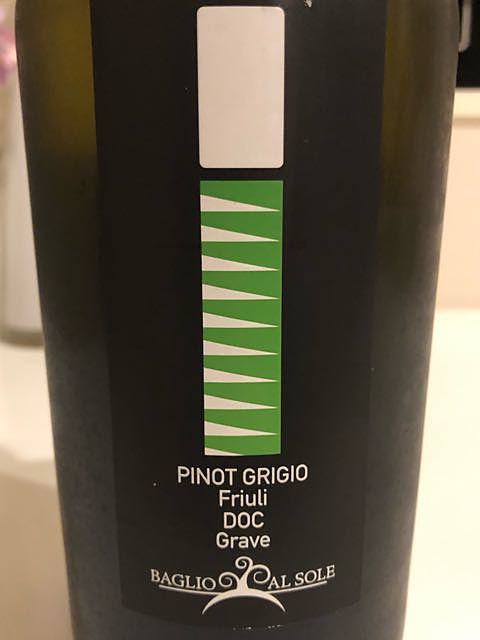 PINOT GRIGIO
Friuli
DOC
Grave
BAGLIO AL SOLE